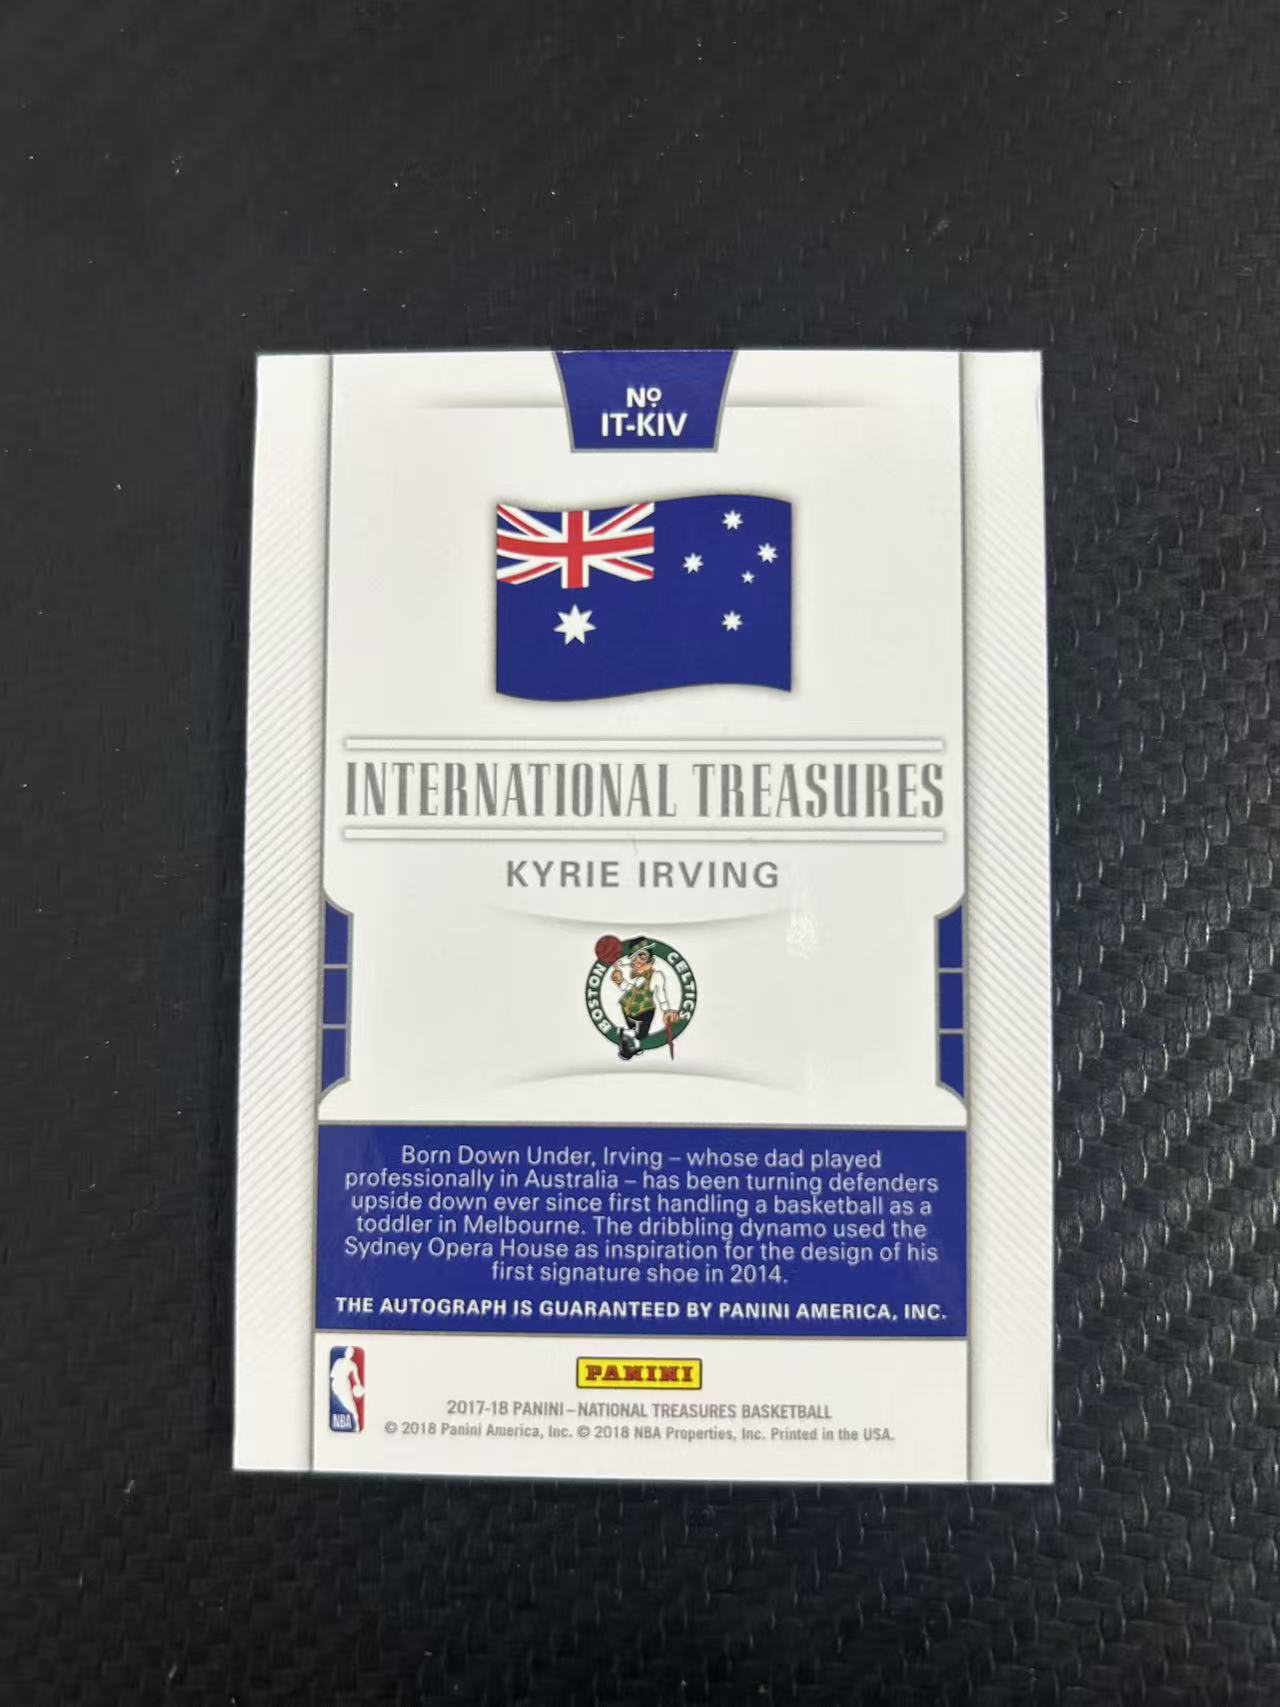 Nº
IT-KIV
INTERNATIONAL TREASURES
KYRIE IRVING
BOSTON CELTICS
Born Down Under, Irving – whose dad played
professionally in Australia – has been turning defenders
upside down ever since first handling a basketball as a
toddler in Melbourne. The dribbling dynamo used the
Sydney Opera House as inspiration for the design of his
first signature shoe in 2014.
THE AUTOGRAPH IS GUARANTEED BY PANINI AMERICA, INC.
PANINI
NBA
2017-18 PANINI – NATIONAL TREASURES BASKETBALL
© 2018 Panini America, Inc. © 2018 NBA Properties, Inc. Printed in the USA.